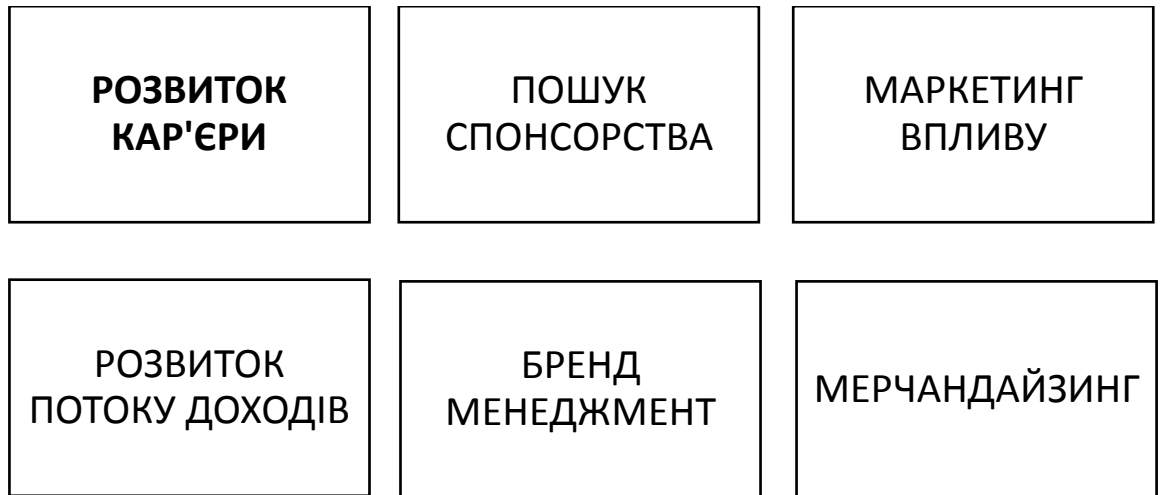 РОЗВИТОК
КАР'ЄРИ
ПОШУК
СПОНСОРСТВА
МАРКЕТИНГ
ВПЛИВУ
РОЗВИТОК
ПОТОКУ ДОХОДІВ
БРЕНД
МЕНЕДЖМЕНТ
МЕРЧАНДАЙЗИНГ